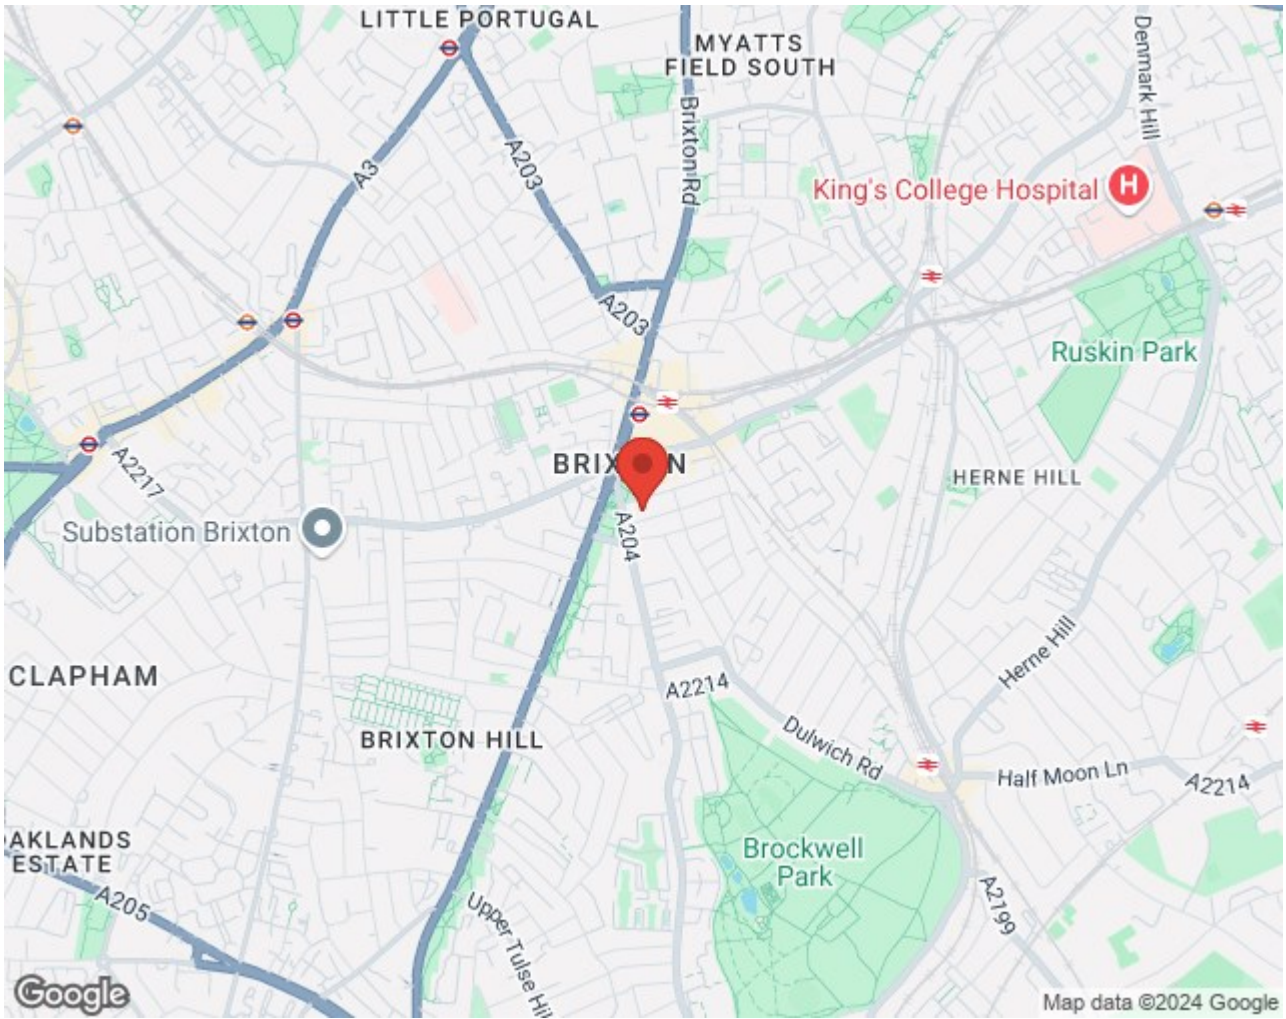 LITTLE PORTUGAL
MYATTS
FIELD SOUTH
Denmark Hill
Brixton Rd
A203
A3
King's College Hospital
H
A203
Ruskin Park
BRIXTON
A2217
HERNE HILL
Substation Brixton
A204
Herne Hill
CLAPHAM
A2214
BRIXTON HILL
Dulwich Rd
Half Moon Ln
A2214
AKLANDS
ESTATE
Brockwell
Park
A205
A2199
Upper Tulse Hil
Google
Map data ©2024 Google